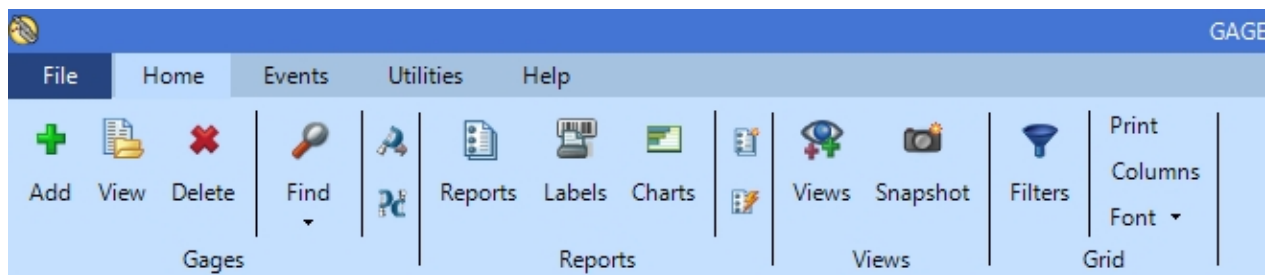 GAGE
File Home Events Utilities Help
Print
Columns
Add View Delete Find Reports Labels Charts Views Snapshot Filters
Font
Gages Reports Views Grid